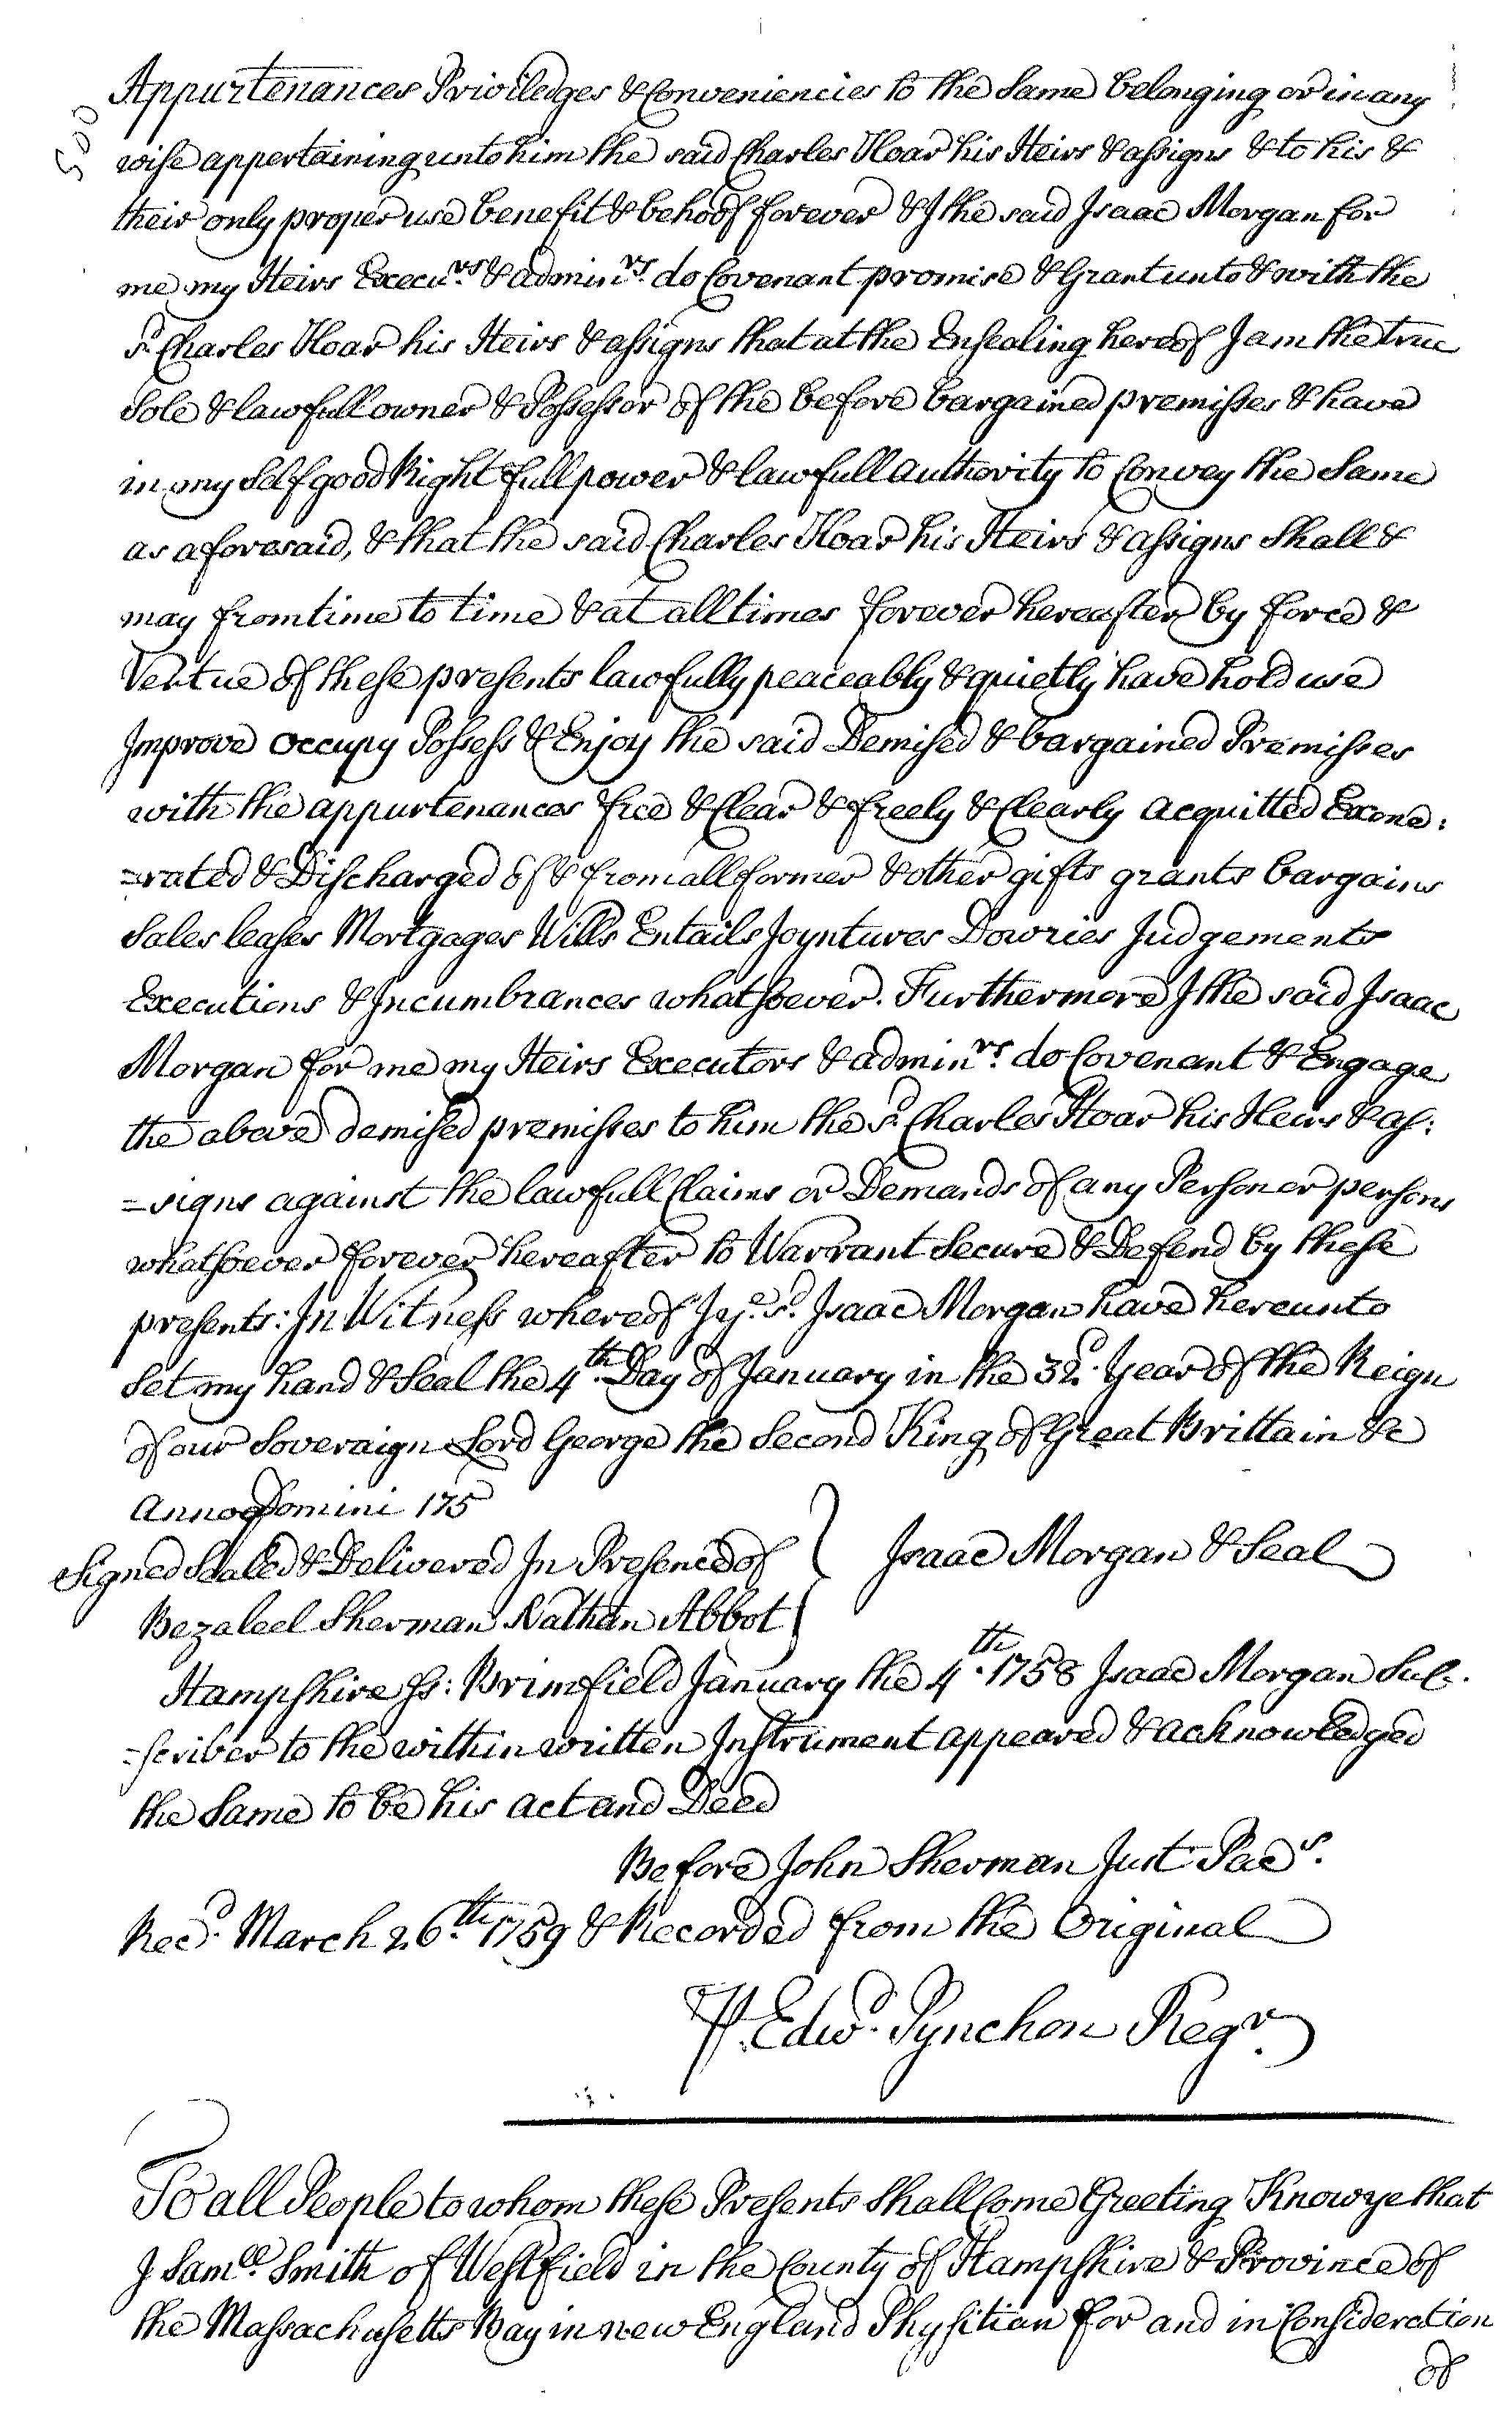 500
Appurtenances Priviledges & Conveniencies to the Same belonging or in any
wise appertaining unto him the said Charles Hoar his Heirs & assigns & to his &
their only proper use benefit & behoof forever & I the said Isaac Morgan for
me my Heirs Execu.rs & admin.rs do Covenant promise & Grant unto & with the
s.d Charles Hoar his Heirs & assigns that at the Ensealing hereof I am the true
Sole & lawfull owner & Possessor of the before bargained premisses & have
in my Self good Right full power & lawfull authority to Convey the Same
as aforesaid, & that the said Charles Hoar his Heirs & assigns Shall &
may from time to time & at all times forever hereafter by force &
Vertue of these presents lawfully peaceably & quietly have hold use
Improve occupy Possess & Enjoy the said Demised & bargained Premisses
with the appurtenances free & Clear & freely & Clearly acquitted Exone:
=rated & Discharged of & from all former & other gifts grants bargains
Sales leases Mortgages Wills Entails Joyntures Dowries Judgements
Executions & Incumbrances whatsoever. Furthermore I the said Isaac
Morgan for me my Heirs Executors & admin.rs do Covenant & Engage
the above demised premisses to him the s.d Charles Hoar his Heirs & as:
=signs against the lawfull Claims or Demands of any Person or persons
whatsoever forever hereafter to Warrant Secure & Defend by these
presents: In Witness whereof I y.e s.d Isaac Morgan have hereunto
Set my hand & Seal the 4.th Day of January in the 32.d Year of the Reign
of our Soveraign Lord George the Second King of Great Brittain &c
Anno Domini 175
Signed Sealed & Delivered In Presence of } Isaac Morgan & Seal
Bezaleel Sherman Nathan Abbot
Hampshire ss: Brimfield January the 4.th 1758 Isaac Morgan Sub:
=scriber to the within written Instrument appeared & acknowledged
the Same to be his act and Deed
Before John Sherman Just Pac.s
Rec.d March 26.th 1759 & Recorded from the Original
P. Edw.d Pynchon Reg.r
To all People to whom these Presents Shall Come Greeting Know ye that
I Sam.ll Smith of Westfield in the County of Hampshire & Province of
the Massachusetts Bay in new England Physitian for and in Consideration
of